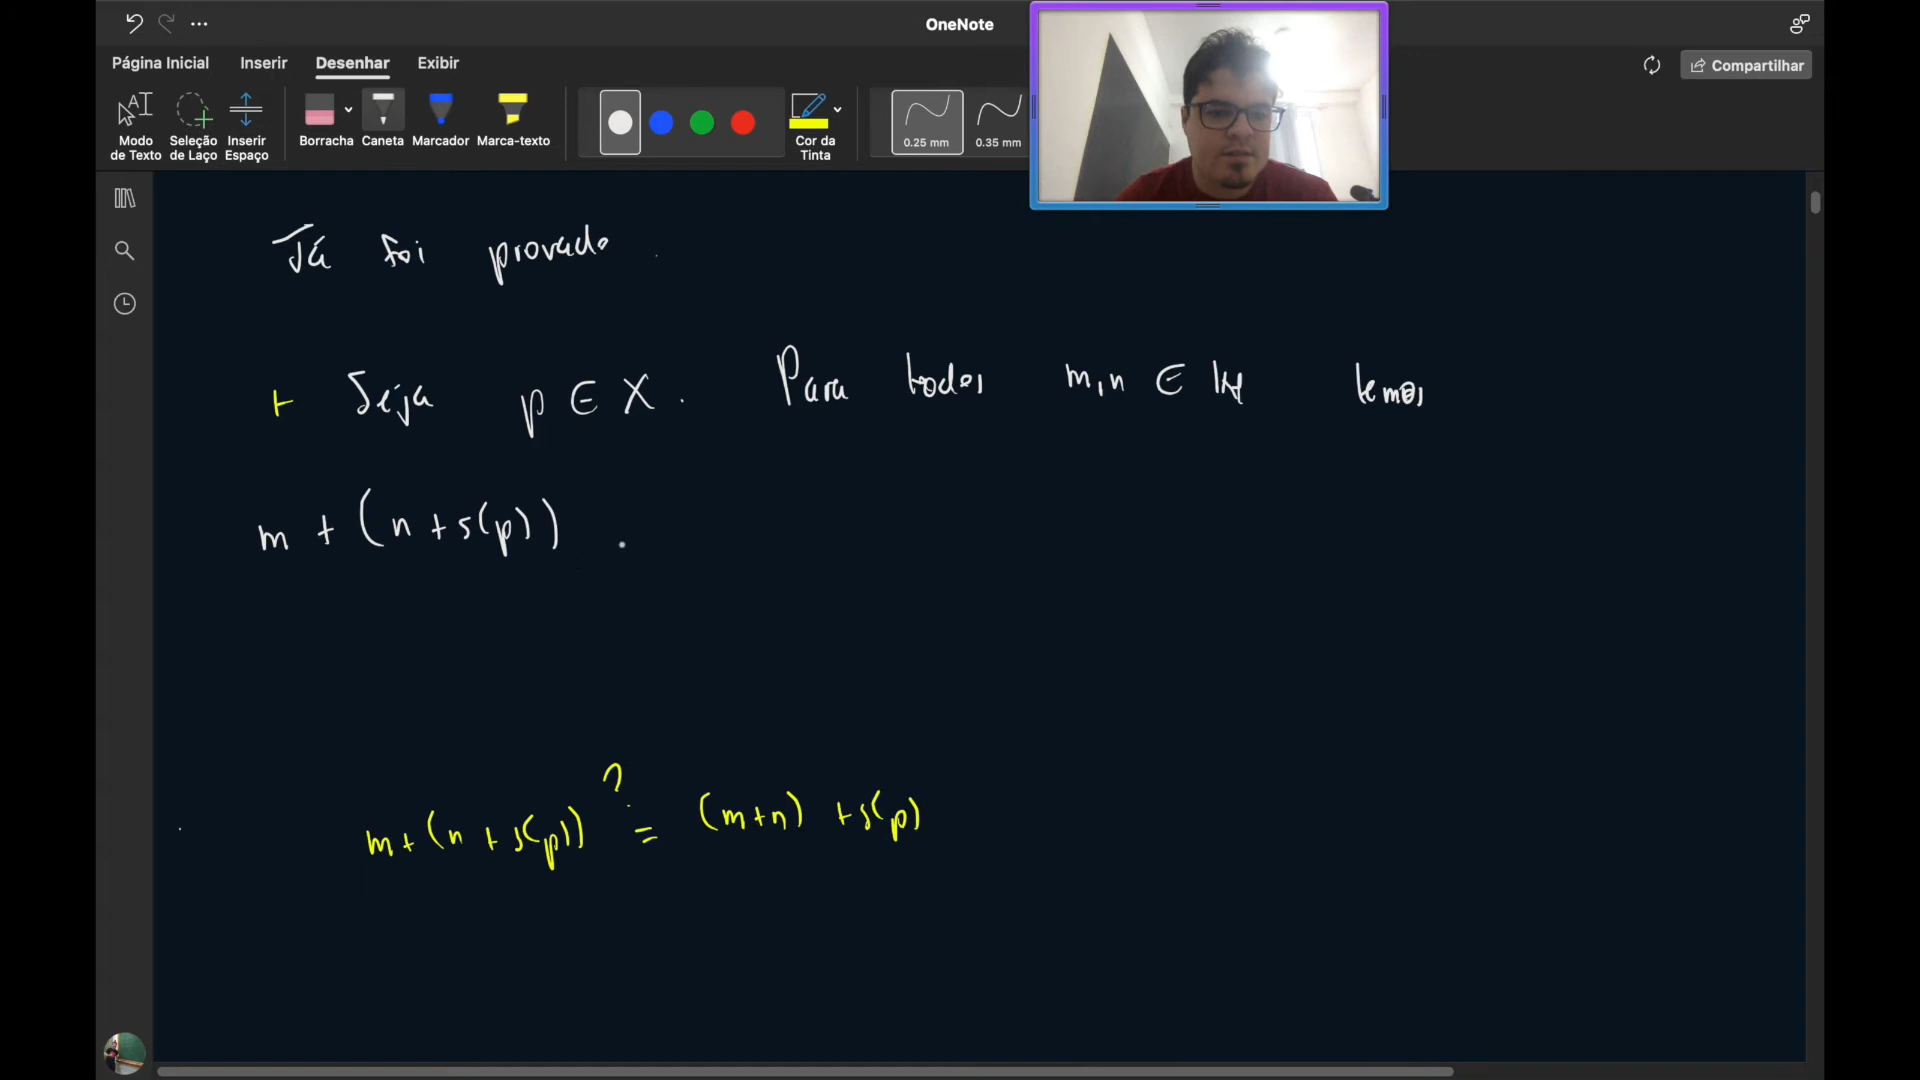 OneNote
Página Inicial Inserir Desenhar Exibir
Compartilhar
Modo de Texto Seleção de Laço Inserir Espaço Borracha Caneta Marcador Marca-texto Cor da Tinta 0.25 mm 0.35 mm
Já foi provado.
+ Seja p ∈ X. Para todos m,n ∈ ℕ temos
m + (n + s(p))
m+(n + s(p)) ?= (m+n) + s(p)